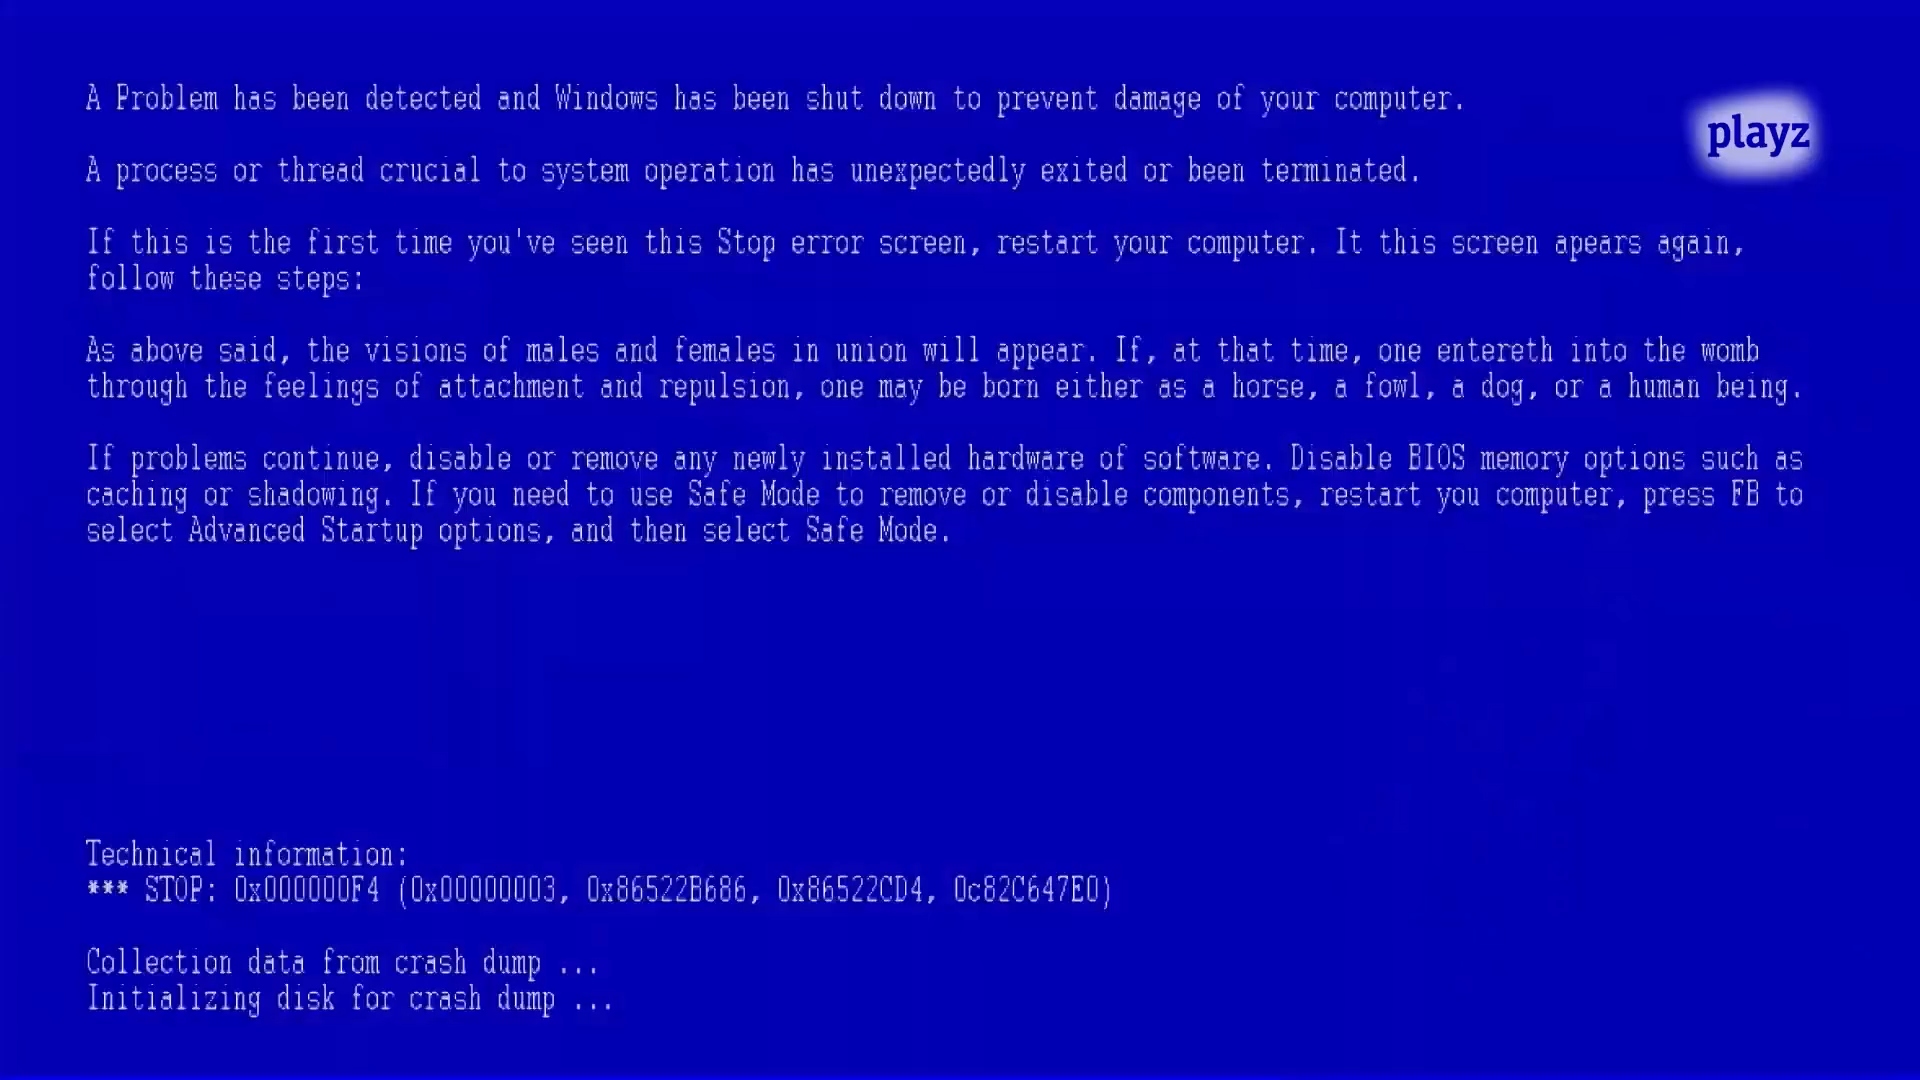 A Problem has been detected and Windows has been shut down to prevent damage of your computer.
playz
A process or thread crucial to system operation has unexpectedly exited or been terminated.
If this is the first time you've seen this Stop error screen, restart your computer. It this screen apears again,
follow these steps:
As above said, the visions of males and females in union will appear. If, at that time, one entereth into the womb
through the feelings of attachment and repulsion, one may be born either as a horse, a fowl, a dog, or a human being.
If problems continue, disable or remove any newly installed hardware of software. Disable BIOS memory options such as
caching or shadowing. If you need to use Safe Mode to remove or disable components, restart you computer, press FB to
select Advanced Startup options, and then select Safe Mode.
Technical information:
*** STOP: 0x000000F4 (0x00000003, 0x86522B686, 0x86522CD4, 0c82C647E0)
Collection data from crash dump ...
Initializing disk for crash dump ...